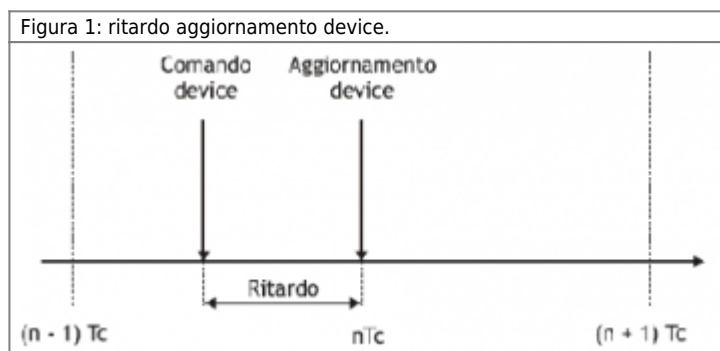 Figura 1: ritardo aggiornamento device.
Comando
device
Aggiornamento
device
Ritardo
(n - 1) Tc
nTc
(n + 1) Tc